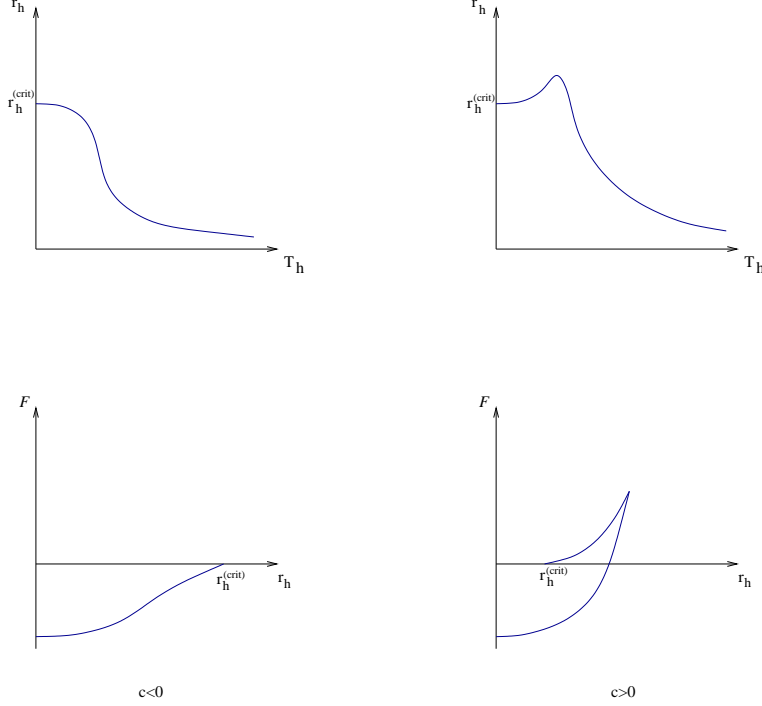 r_h
r_h
r_h^(crit)
r_h^(crit)
T_h
T_h
F
F
r_h^(crit)
r_h
r_h^(crit)
r_h
c<0
c>0